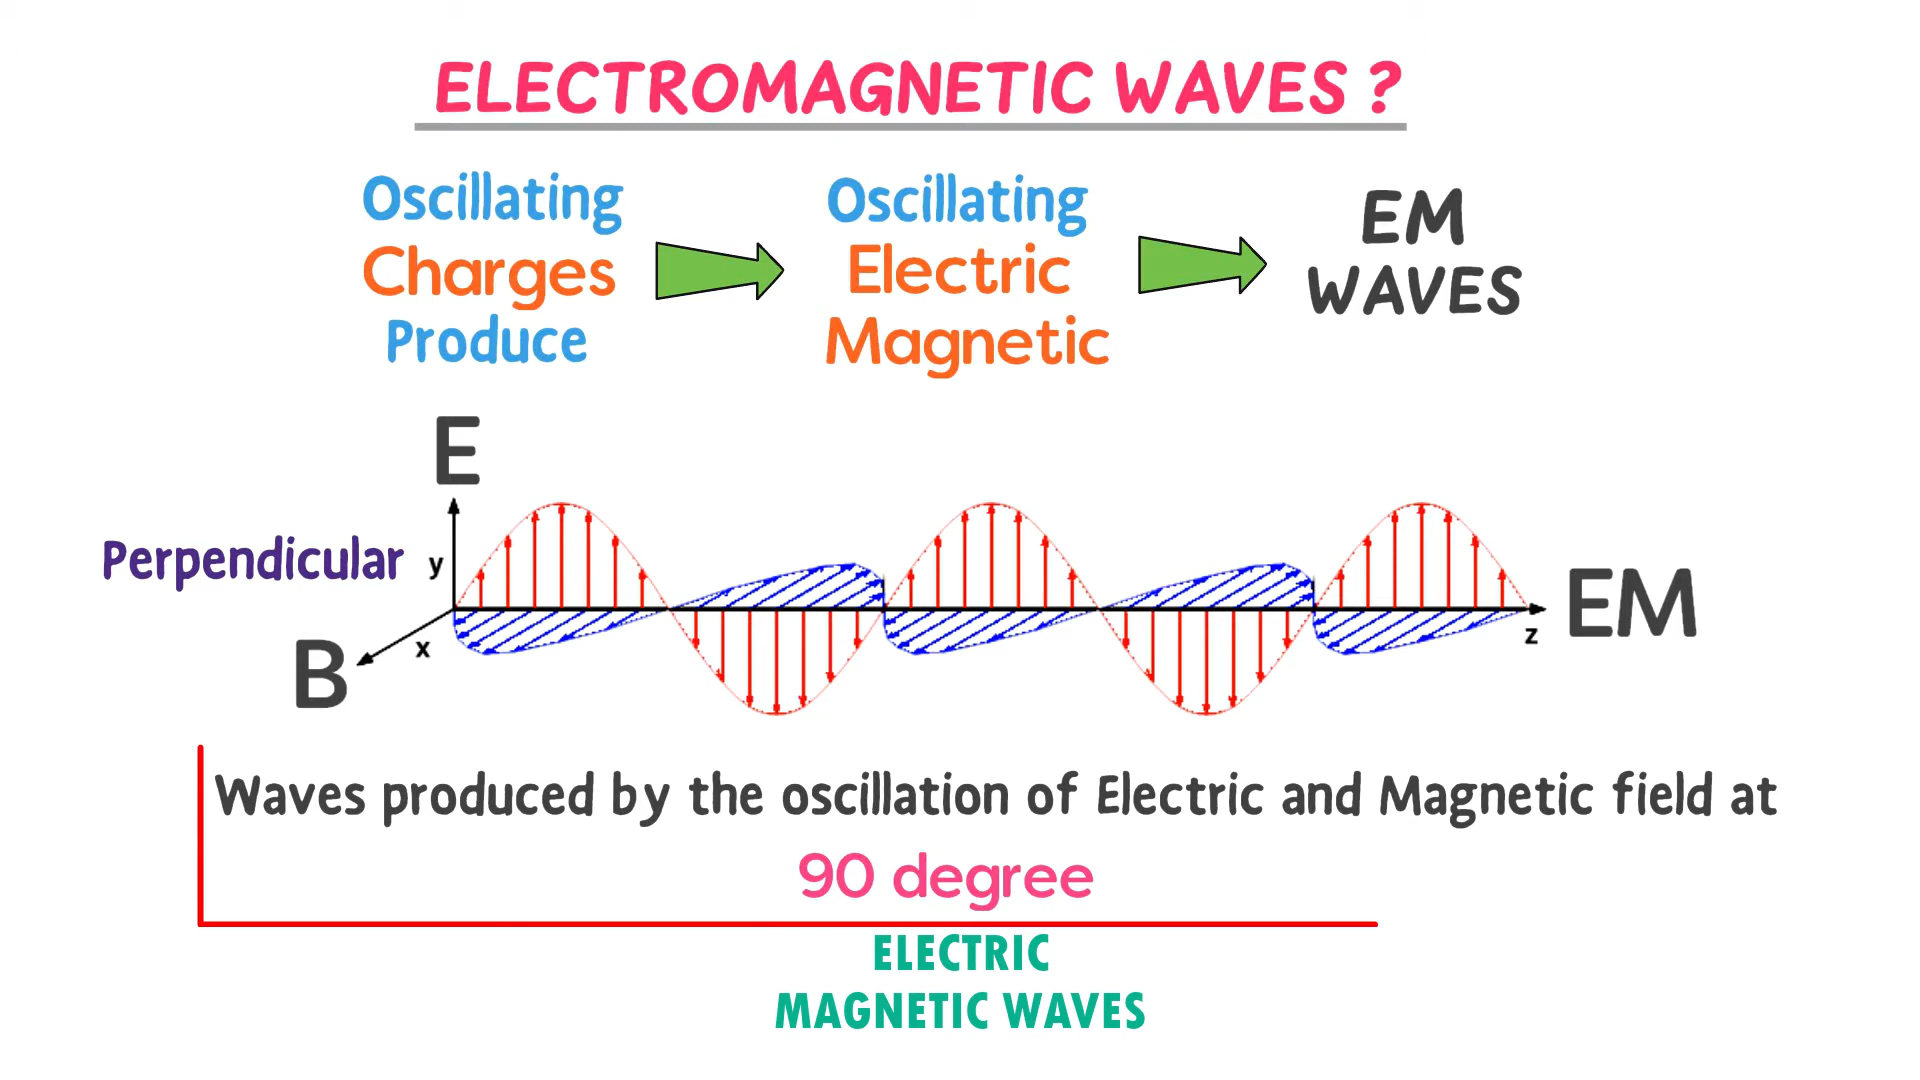 ELECTROMAGNETIC WAVES ?
Oscillating
Charges
Produce
Oscillating
Electric
Magnetic
EM
WAVES
E
Perpendicular
y
B
x
z
EM
Waves produced by the oscillation of Electric and Magnetic field at
90 degree
ELECTRIC
MAGNETIC WAVES